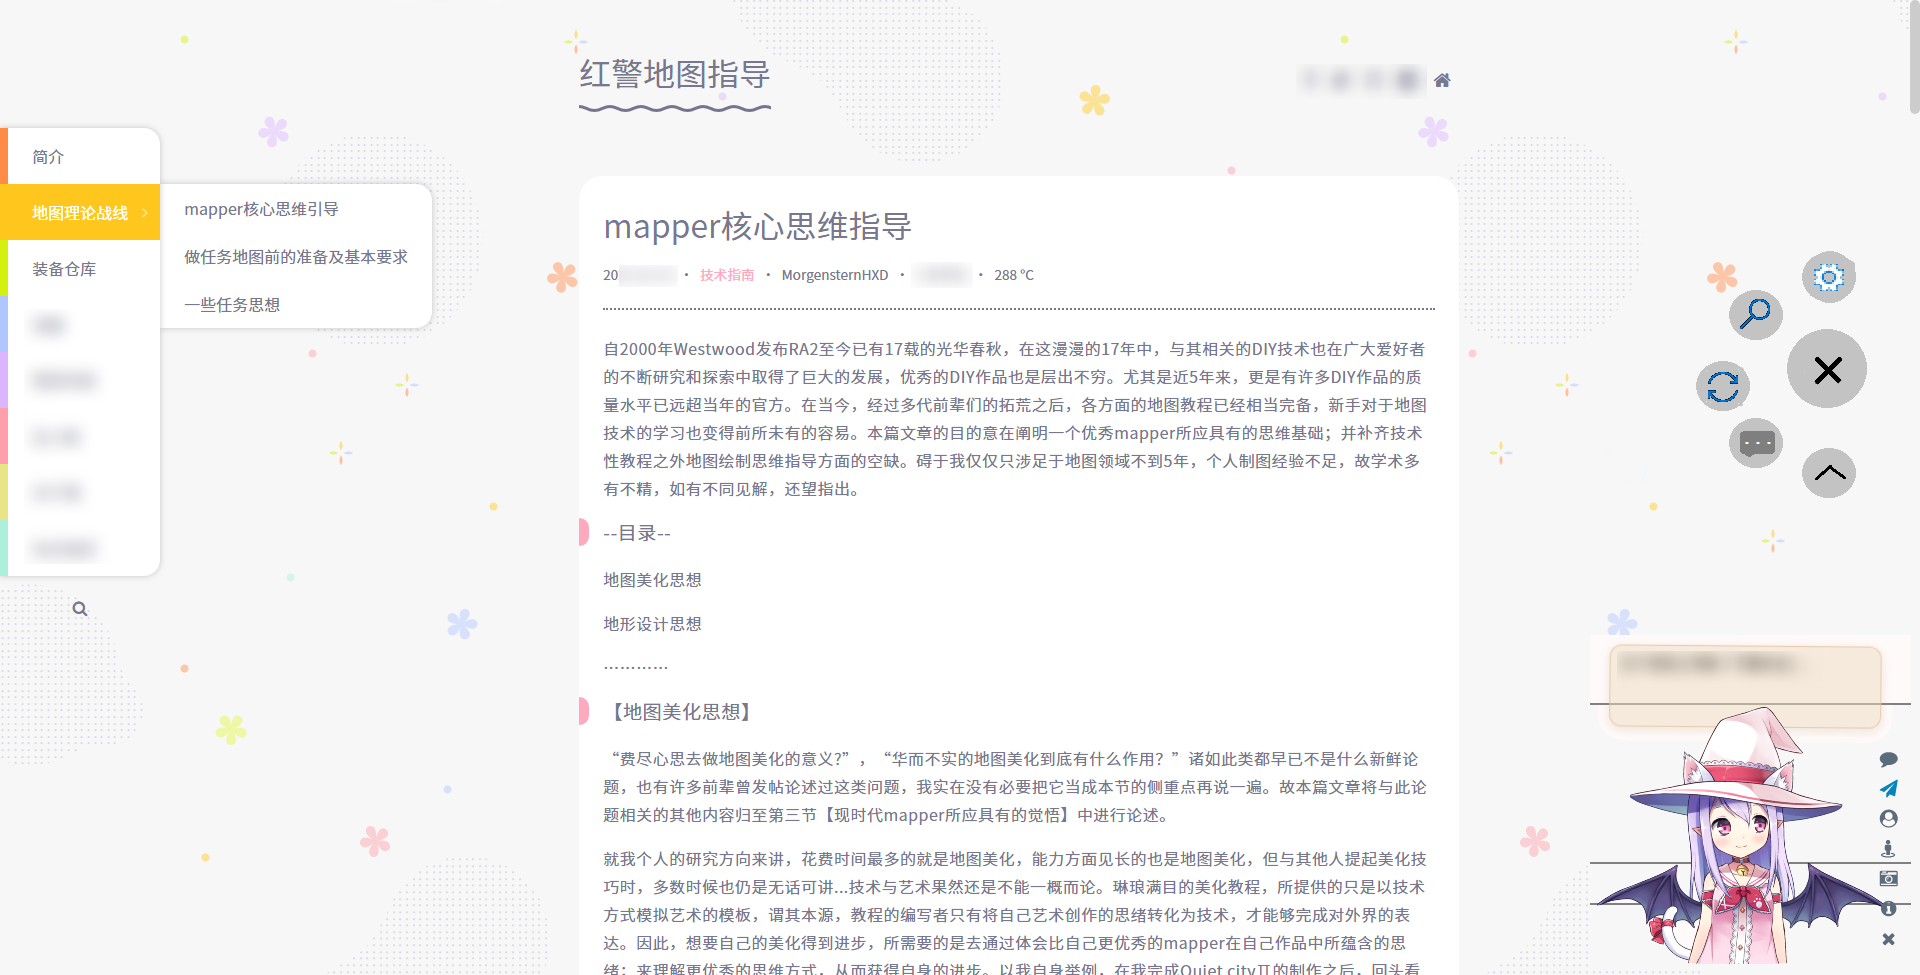 红警地图指导
简介
地图理论战线
装备仓库
mapper核心思维引导
做任务地图前的准备及基本要求
一些任务思想
mapper核心思维指导
20
技术指南 • MorgensternHXD • • 288 ℃
自2000年Westwood发布RA2至今已有17载的光华春秋，在这漫漫的17年中，与其相关的DIY技术也在广大爱好者
的不断研究和探索中取得了巨大的发展，优秀的DIY作品也是层出不穷。尤其是近5年来，更是有许多DIY作品的质
量水平已远超当年的官方。在当今，经过多代前辈们的拓荒之后，各方面的地图教程已经相当完备，新手对于地图
技术的学习也变得前所未有的容易。本篇文章的目的意在阐明一个优秀mapper所应具有的思维基础；并补齐技术
性教程之外地图绘制思维指导方面的空缺。碍于我仅仅只涉足于地图领域不到5年，个人制图经验不足，故学术多
有不精，如有不同见解，还望指出。
--目录--
地图美化思想
地形设计思想
…………
【地图美化思想】
“费尽心思去做地图美化的意义?”，“华而不实的地图美化到底有什么作用？”诸如此类都早已不是什么新鲜论
题，也有许多前辈曾发帖论述过这类问题，我实在没有必要把它当成本节的侧重点再说一遍。故本篇文章将与此论
题相关的其他内容归至第三节【现时代mapper所应具有的觉悟】中进行论述。
就我个人的研究方向来讲，花费时间最多的就是地图美化，能力方面见长的也是地图美化，但与其他人提起美化技
巧时，多数时候也仍是无话可讲...技术与艺术果然还是不能一概而论。琳琅满目的美化教程，所提供的只是以技术
方式模拟艺术的模板，谓其本源，教程的编写者只有将自己艺术创作的思绪转化为技术，才能够完成对外界的表
达。因此，想要自己的美化得到进步，所需要的是去通过体会比自己更优秀的mapper在自己作品中所蕴含的思
绪；来理解更优秀的思维方式，从而获得自身的进步。以我自身举例，在我完成Quiet cityII的制作之后，回头看